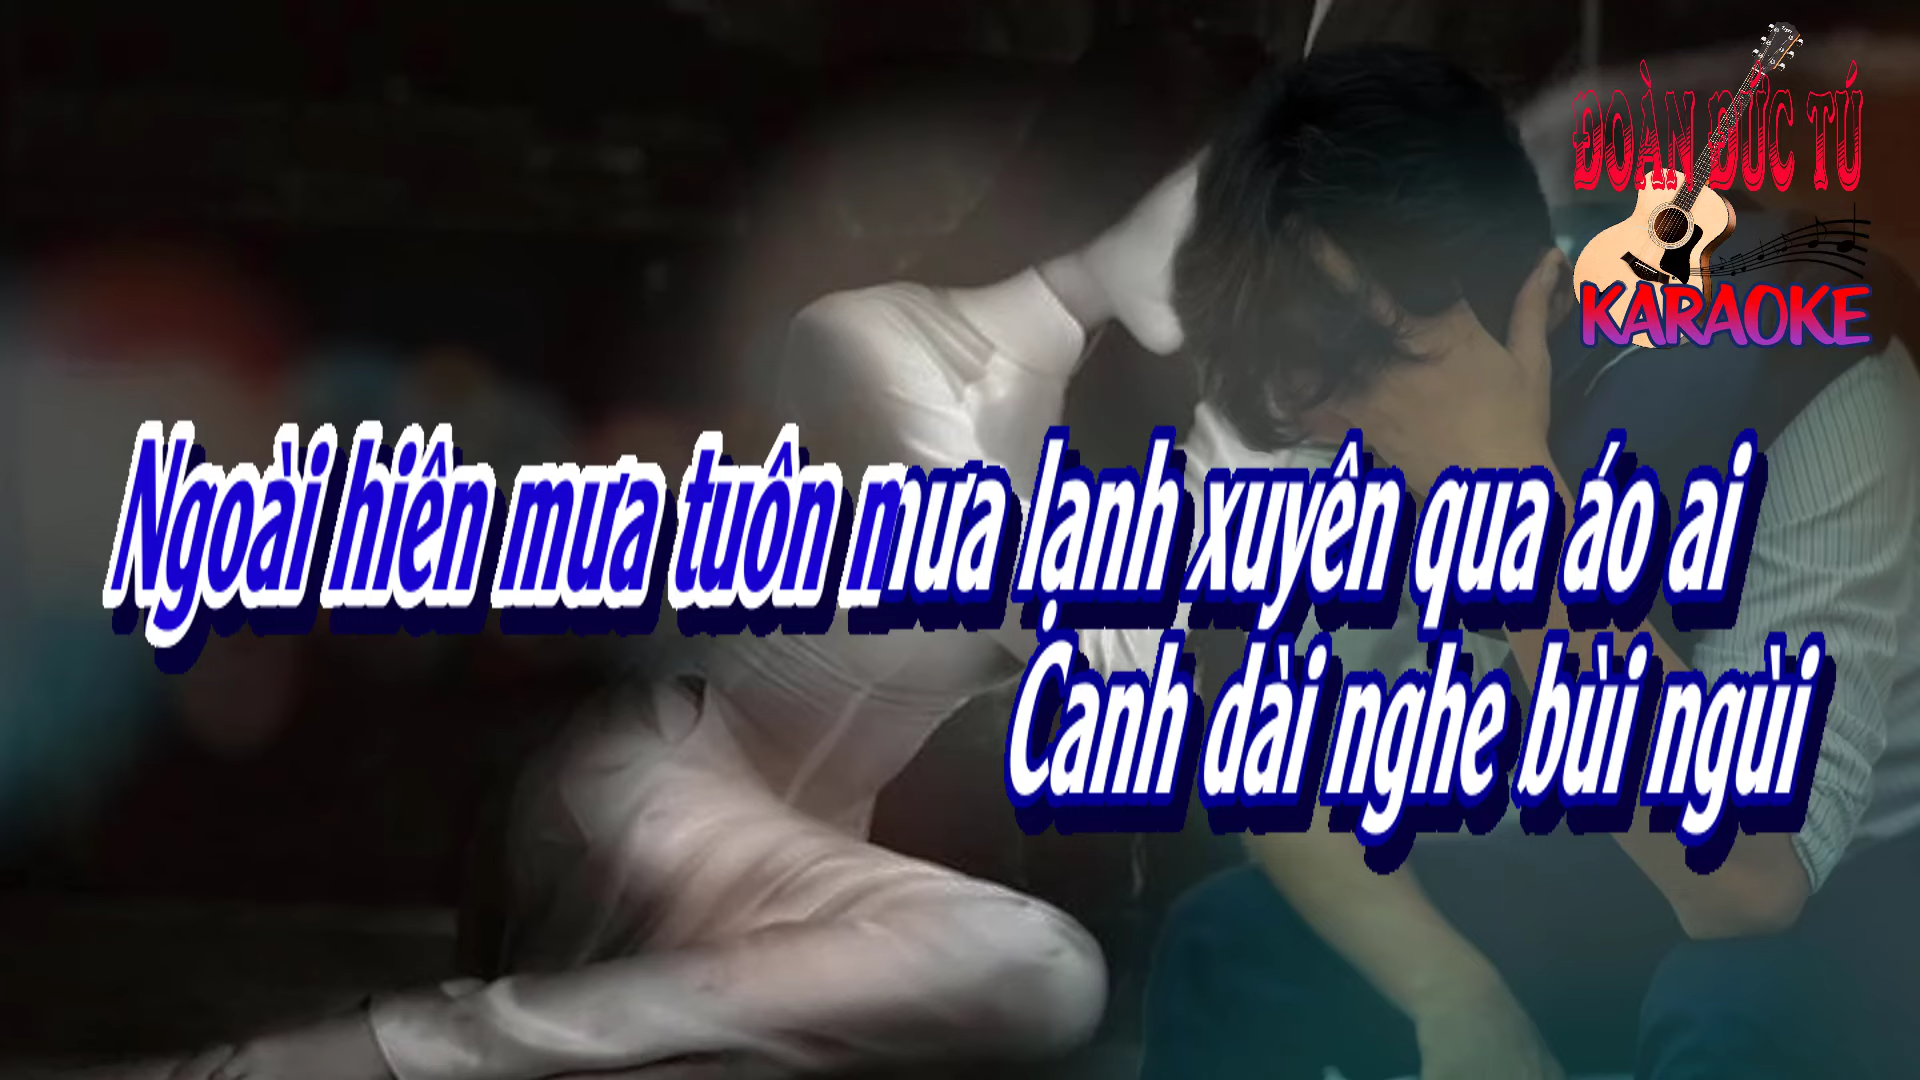 ĐOÀN ĐỨC TÚ
KARAOKE
Ngoài hiên mưa tuôn mưa lạnh xuyên qua áo ai
Canh dài nghe bùi ngùi